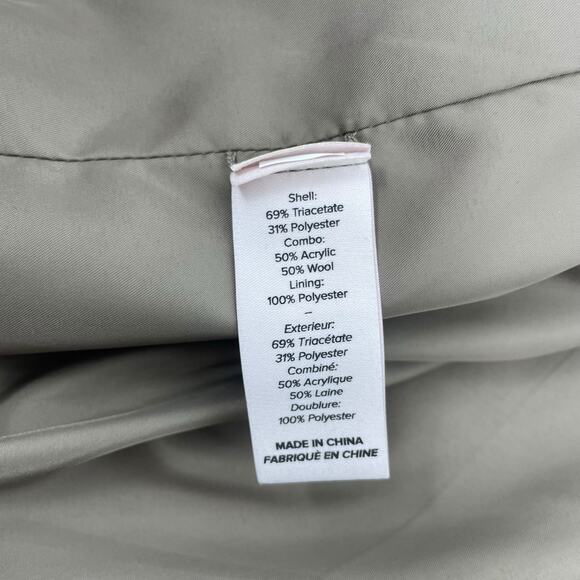 Shell:
69% Triacetate
31% Polyester
Combo:
50% Acrylic
50% Wool
Lining:
100% Polyester
–
Exterieur:
69% Triacétate
31% Polyester
Combiné:
50% Acrylique
50% Laine
Doublure:
100% Polyester
MADE IN CHINA
FABRIQUÈ EN CHINE